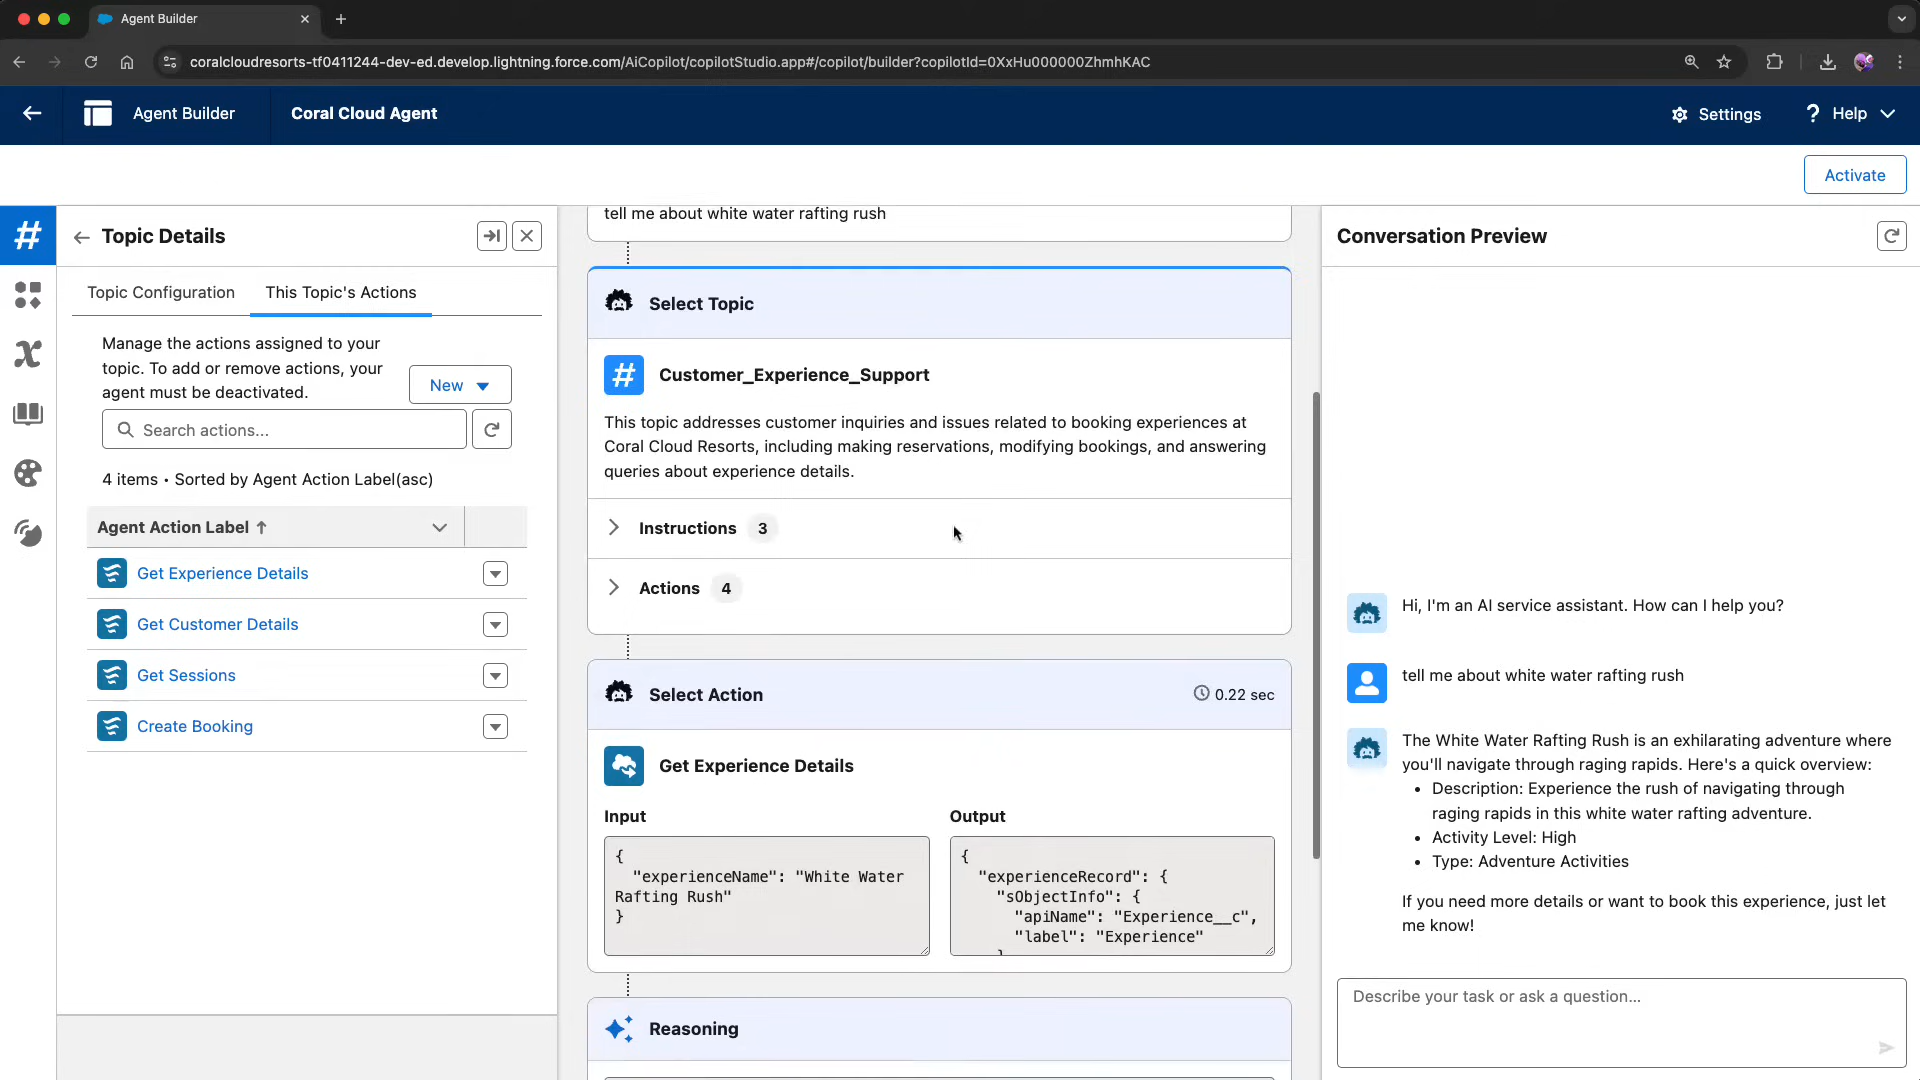 Agent Builder
coralcloudresorts-tf0411244-dev-ed.develop.lightning.force.com/AiCopilot/copilotStudio.app#/copilot/builder?copilotId=0XxHu000000ZhmhKAC
Agent Builder
Coral Cloud Agent
Settings
? Help
Activate
Topic Details
Topic Configuration
This Topic's Actions
Manage the actions assigned to your
topic. To add or remove actions, your
agent must be deactivated.
New
Search actions...
4 items • Sorted by Agent Action Label(asc)
Agent Action Label ↑
Get Experience Details
Get Customer Details
Get Sessions
Create Booking
tell me about white water rafting rush
Select Topic
# Customer_Experience_Support
This topic addresses customer inquiries and issues related to booking experiences at
Coral Cloud Resorts, including making reservations, modifying bookings, and answering
queries about experience details.
Instructions 3
Actions 4
Select Action
0.22 sec
Get Experience Details
Input
{
"experienceName": "White Water
Rafting Rush"
}
Output
{
"experienceRecord": {
"sObjectInfo": {
"apiName": "Experience__c",
"label": "Experience"
Reasoning
Conversation Preview
Hi, I'm an AI service assistant. How can I help you?
tell me about white water rafting rush
The White Water Rafting Rush is an exhilarating adventure where
you'll navigate through raging rapids. Here's a quick overview:
• Description: Experience the rush of navigating through
raging rapids in this white water rafting adventure.
• Activity Level: High
• Type: Adventure Activities
If you need more details or want to book this experience, just let
me know!
Describe your task or ask a question...